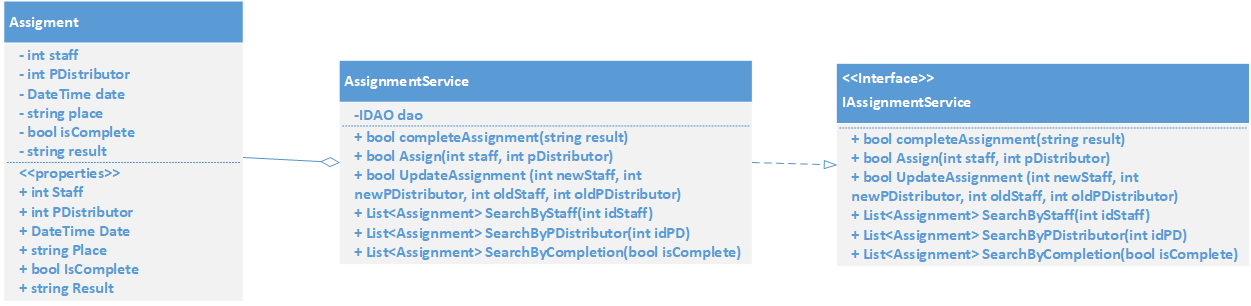 Assigment
- int staff
- int PDistributor
- DateTime date
- string place
- bool isComplete
- string result
<<properties>>
+ int Staff
+ int PDistributor
+ DateTime Date
+ string Place
+ bool IsComplete
+ string Result
AssignmentService
-IDAO dao
+ bool completeAssignment(string result)
+ bool Assign(int staff, int pDistributor)
+ bool UpdateAssignment (int newStaff, int
newPDistributor, int oldStaff, int oldPDistributor)
+ List<Assignment> SearchByStaff(int idStaff)
+ List<Assignment> SearchByPDistributor(int idPD)
+ List<Assignment> SearchByCompletion(bool isComplete)
<<Interface>>
IAssignmentService
+ bool completeAssignment(string result)
+ bool Assign(int staff, int pDistributor)
+ bool UpdateAssignment (int newStaff, int
newPDistributor, int oldStaff, int oldPDistributor)
+ List<Assignment> SearchByStaff(int idStaff)
+ List<Assignment> SearchByPDistributor(int idPD)
+ List<Assignment> SearchByCompletion(bool isComplete)